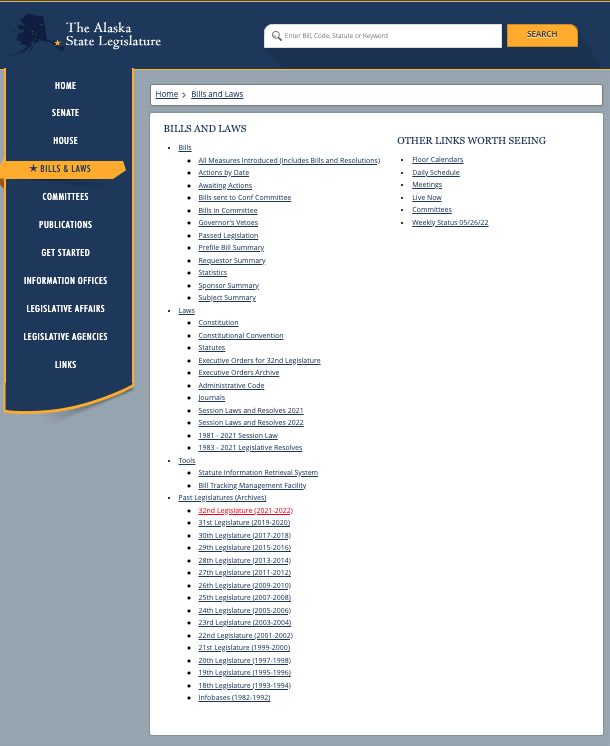 The Alaska
State Legislature
Enter Bill, Code, Statute or Keyword
SEARCH
HOME
SENATE
HOUSE
BILLS & LAWS
COMMITTEES
PUBLICATIONS
GET STARTED
INFORMATION OFFICES
LEGISLATIVE AFFAIRS
LEGISLATIVE AGENCIES
LINKS
Home > Bills and Laws
BILLS AND LAWS
Bills
All Measures Introduced (Includes Bills and Resolutions)
Actions by Date
Awaiting Actions
Bills sent to Conf Committee
Bills in Committee
Governor's Vetoes
Passed Legislation
Prefile Bill Summary
Requestor Summary
Statistics
Sponsor Summary
Subject Summary
Laws
Constitution
Constitutional Convention
Statutes
Executive Orders for 32nd Legislature
Executive Orders Archive
Administrative Code
Journals
Session Laws and Resolves 2021
Session Laws and Resolves 2022
1981 - 2021 Session Law
1983 - 2021 Legislative Resolves
Tools
Statute Information Retrieval System
Bill Tracking Management Facility
Past Legislatures (Archives)
32nd Legislature (2021-2022)
31st Legislature (2019-2020)
30th Legislature (2017-2018)
29th Legislature (2015-2016)
28th Legislature (2013-2014)
27th Legislature (2011-2012)
26th Legislature (2009-2010)
25th Legislature (2007-2008)
24th Legislature (2005-2006)
23rd Legislature (2003-2004)
22nd Legislature (2001-2002)
21st Legislature (1999-2000)
20th Legislature (1997-1998)
19th Legislature (1995-1996)
18th Legislature (1993-1994)
Infobases (1982-1992)
OTHER LINKS WORTH SEEING
Floor Calendars
Daily Schedule
Meetings
Live Now
Committees
Weekly Status 05/26/22